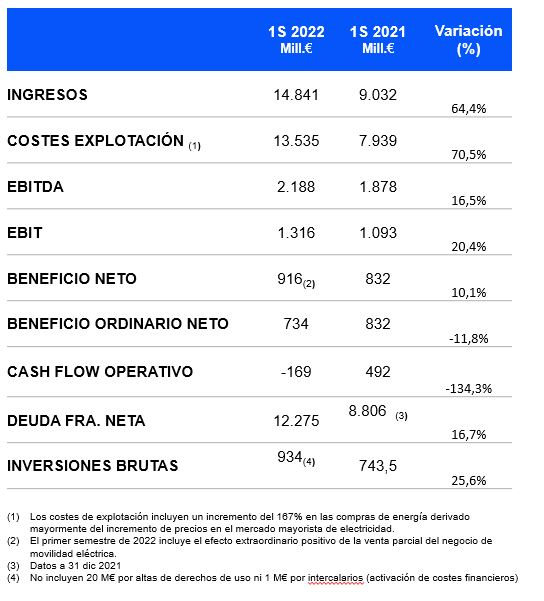 1S 2022 1S 2021 Variación
Mill.€ Mill.€ (%)
INGRESOS 14.841 9.032 64,4%
COSTES EXPLOTACIÓN (1) 13.535 7.939 70,5%
EBITDA 2.188 1.878 16,5%
EBIT 1.316 1.093 20,4%
BENEFICIO NETO 916(2) 832 10,1%
BENEFICIO ORDINARIO NETO 734 832 -11,8%
CASH FLOW OPERATIVO -169 492 -134,3%
DEUDA FRA. NETA 12.275 8.806 (3) 16,7%
INVERSIONES BRUTAS 934(4) 743,5 25,6%
(1) Los costes de explotación incluyen un incremento del 167% en las compras de energía derivado
mayormente del incremento de precios en el mercado mayorista de electricidad.
(2) El primer semestre de 2022 incluye el efecto extraordinario positivo de la venta parcial del negocio de
movilidad eléctrica.
(3) Datos a 31 dic 2021
(4) No incluyen 20 M€ por altas de derechos de uso ni 1 M€ por intercalarios (activación de costes financieros)